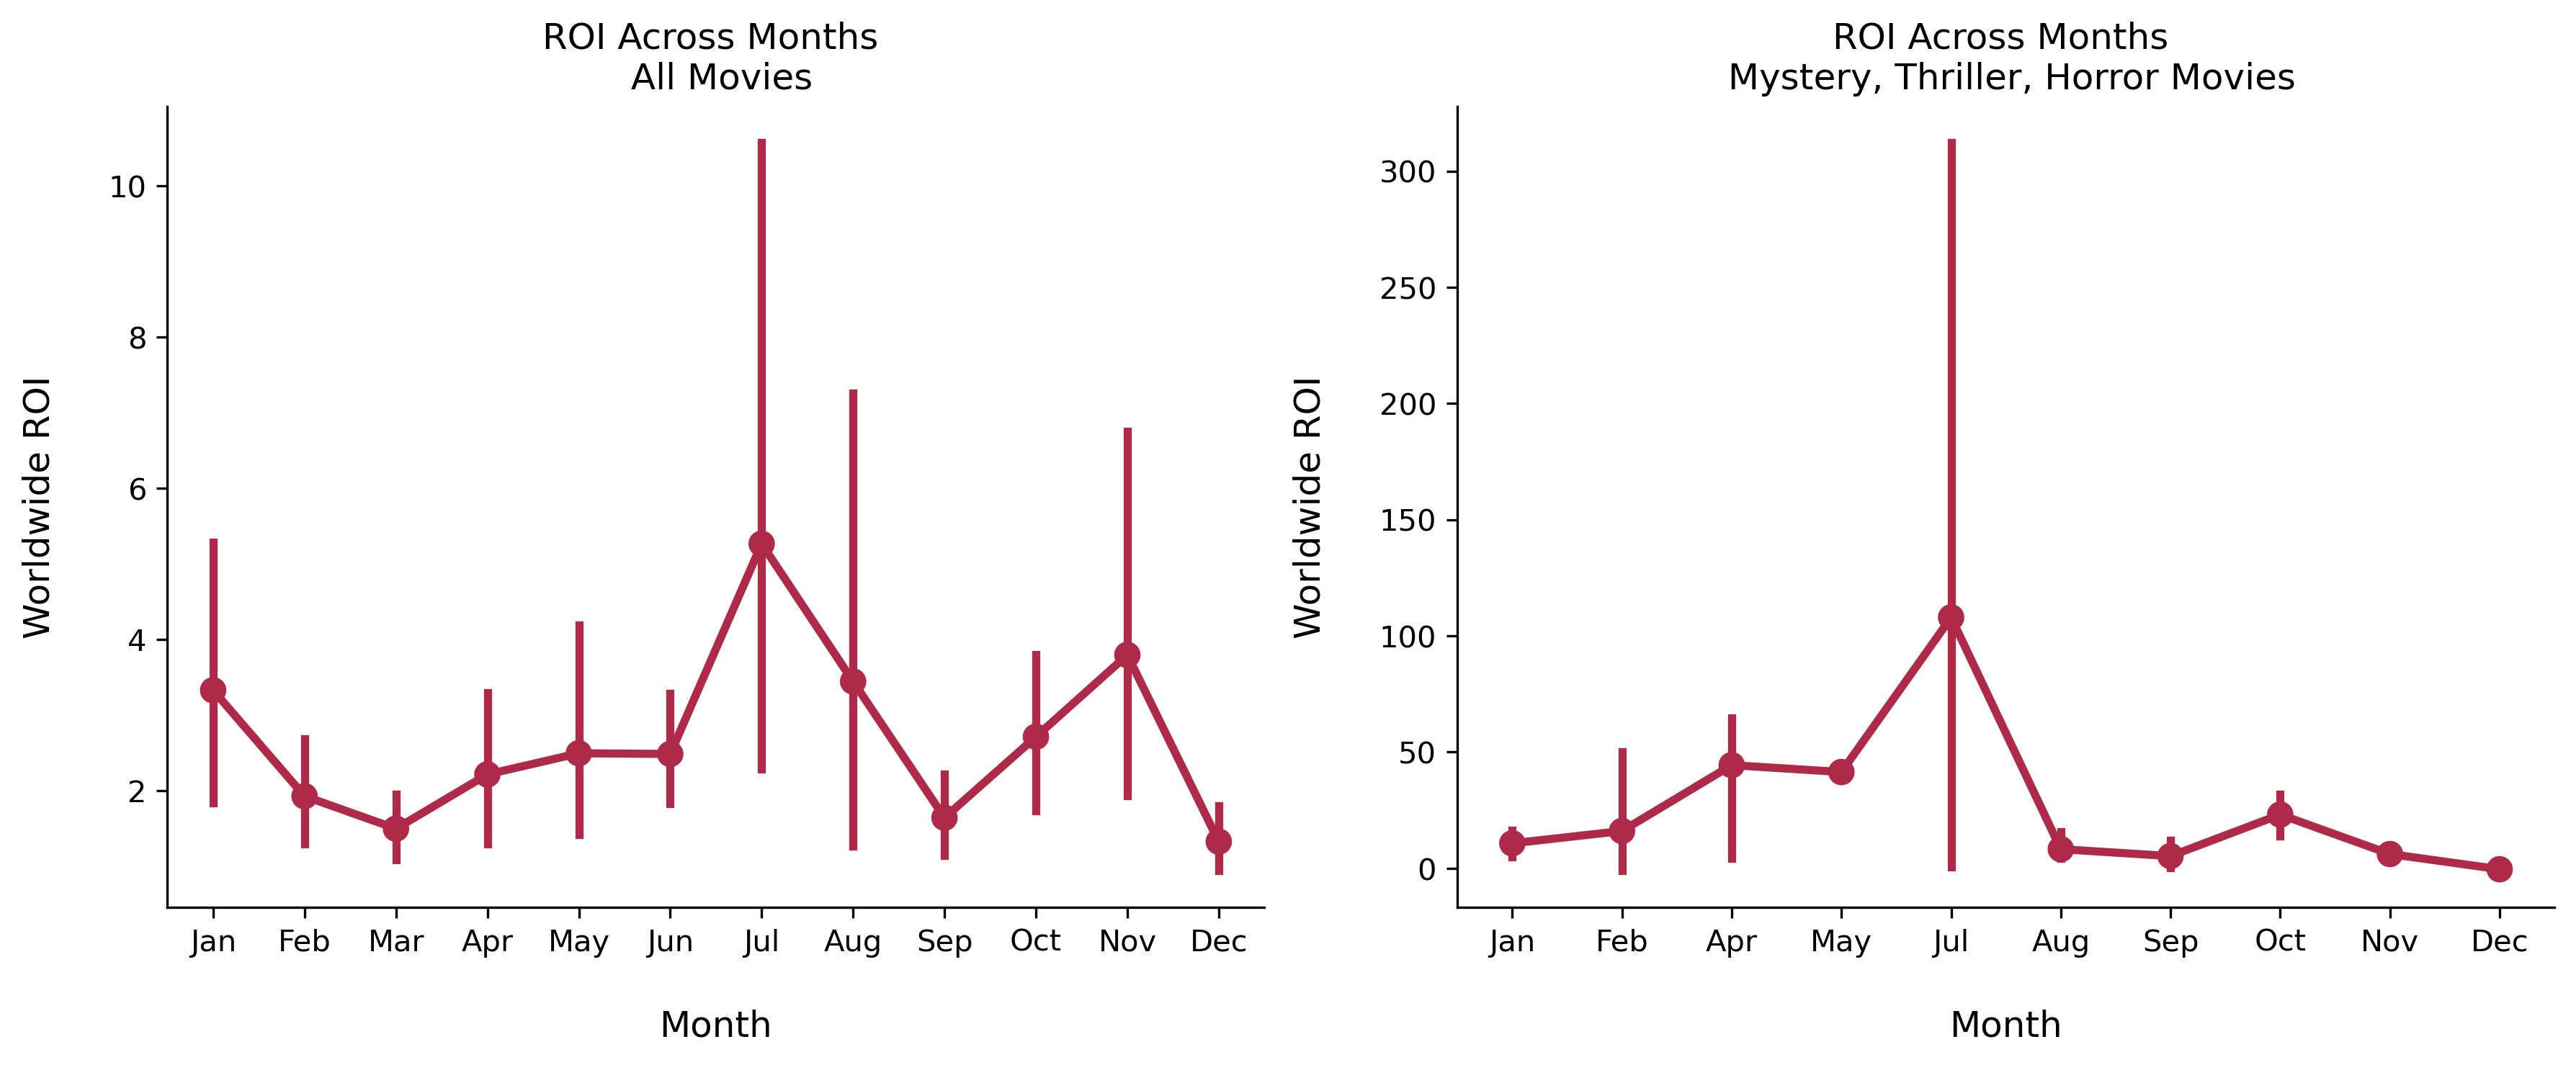 ROI Across Months
All Movies
Worldwide ROI
10
8
6
4
2
Jan Feb Mar Apr May Jun Jul Aug Sep Oct Nov Dec
Month
ROI Across Months
Mystery, Thriller, Horror Movies
Worldwide ROI
300
250
200
150
100
50
0
Jan Feb Apr May Jul Aug Sep Oct Nov Dec
Month